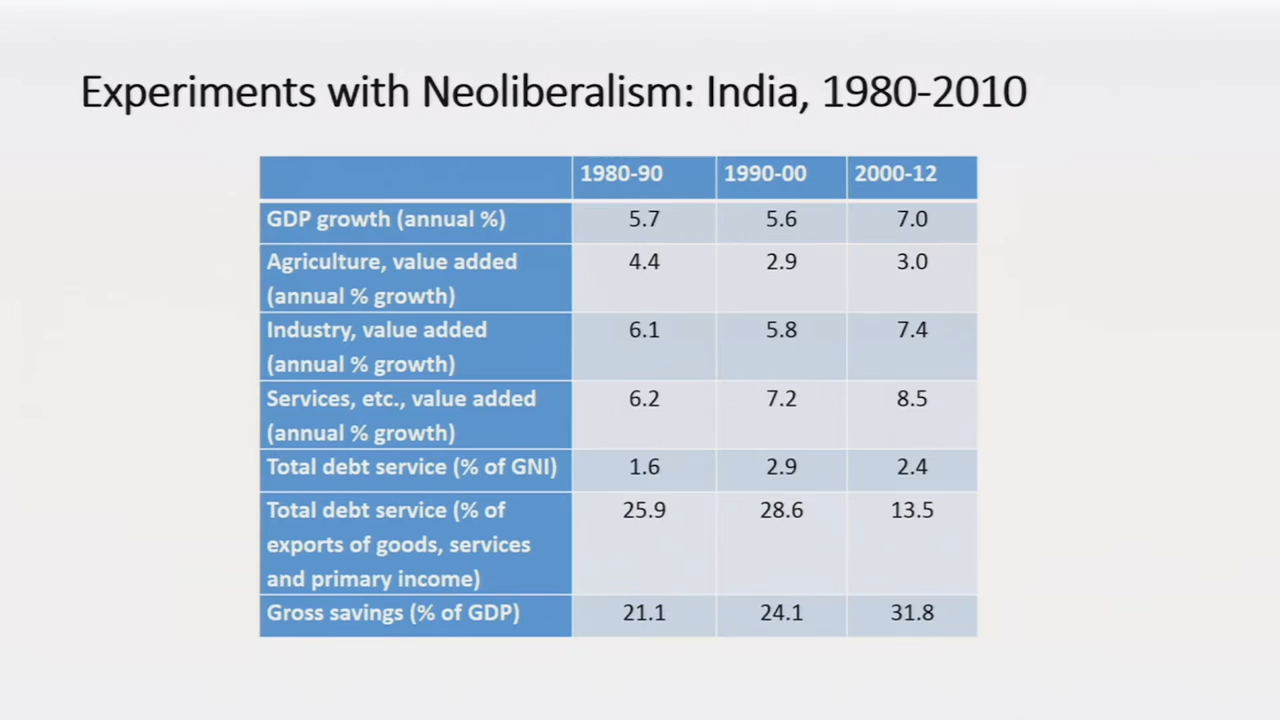 Experiments with Neoliberalism: India, 1980-2010
1980-90 1990-00 2000-12
GDP growth (annual %) 5.7 5.6 7.0
Agriculture, value added 4.4 2.9 3.0
(annual % growth)
Industry, value added 6.1 5.8 7.4
(annual % growth)
Services, etc., value added 6.2 7.2 8.5
(annual % growth)
Total debt service (% of GNI) 1.6 2.9 2.4
Total debt service (% of 25.9 28.6 13.5
exports of goods, services
and primary income)
Gross savings (% of GDP) 21.1 24.1 31.8